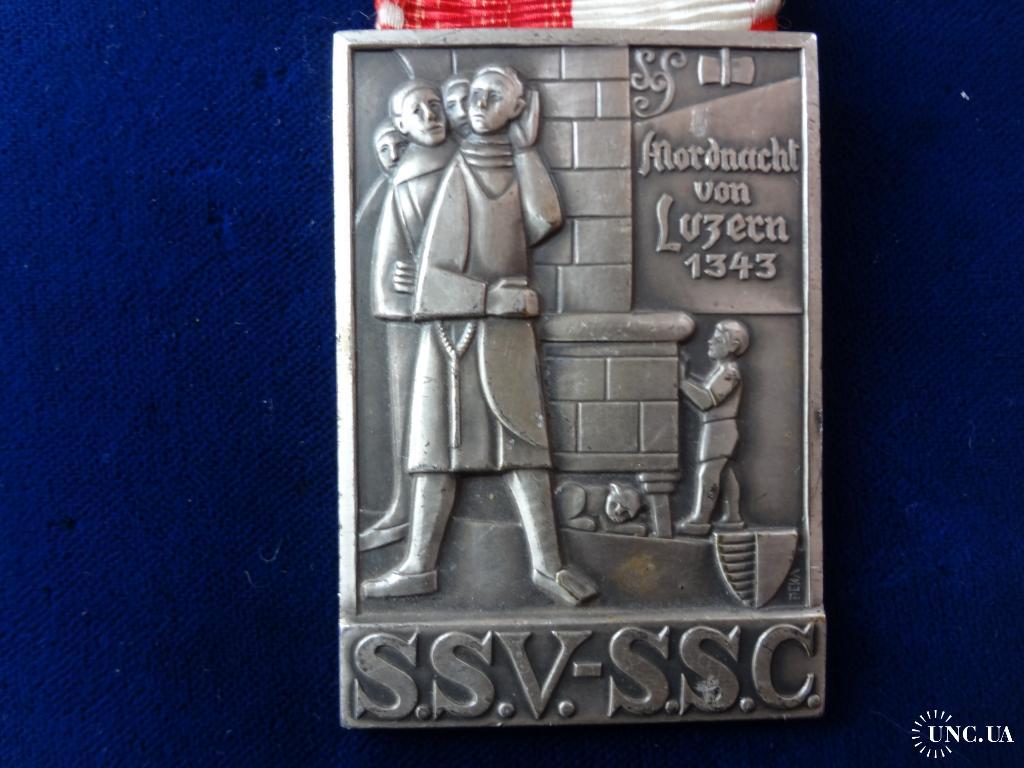 Mordnacht
von
Luzern
1343
S.S.V.-S.S.C.
UNC.UA